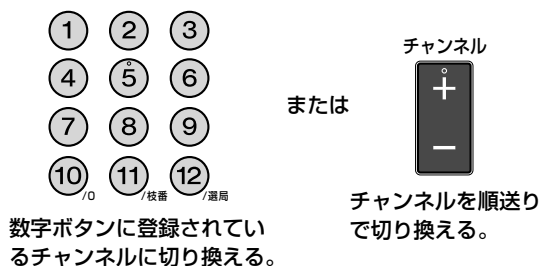 1 2 3
4 5 6
7 8 9
10/0 11/枝番 12/選局
数字ボタンに登録されてい
るチャンネルに切り換える。
または
チャンネル
+
−
チャンネルを順送り
で切り換える。